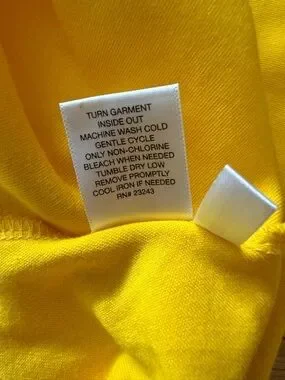 TURN GARMENT
INSIDE OUT
MACHINE WASH COLD
GENTLE CYCLE
ONLY NON-CHLORINE
BLEACH WHEN NEEDED
TUMBLE DRY LOW
REMOVE PROMPTLY
COOL IRON IF NEEDED
RN# 23243